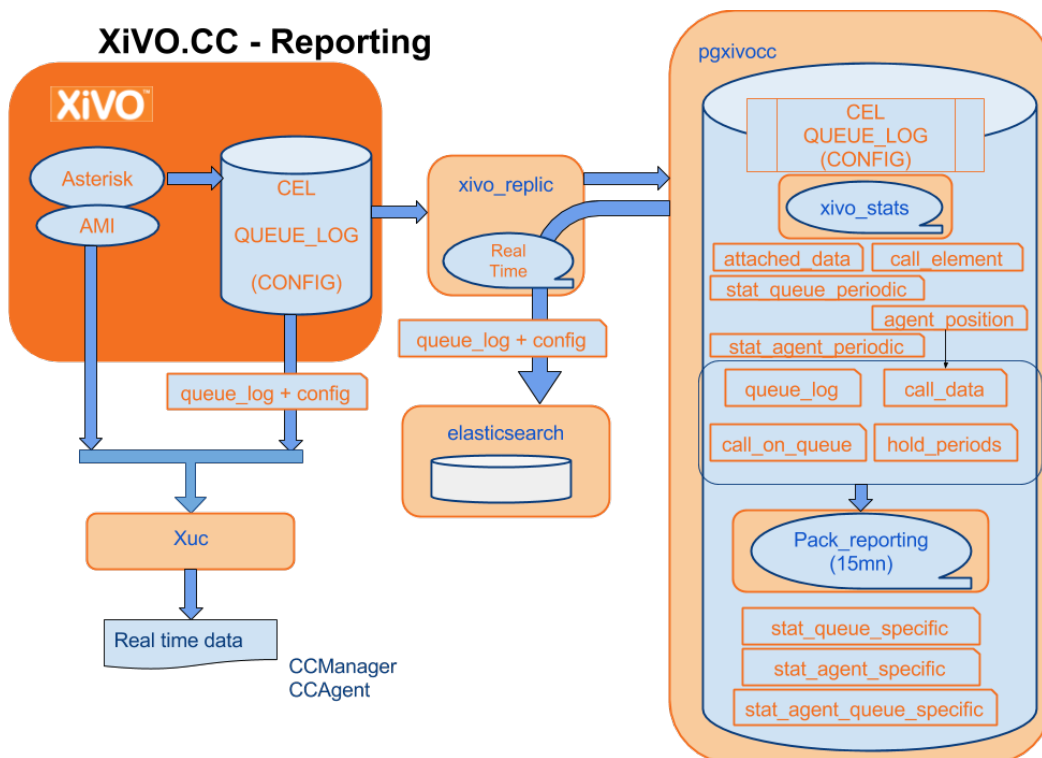 XiVO.CC - Reporting
XiVO™
Asterisk
AMI
CEL
QUEUE_LOG
(CONFIG)
queue_log + config
Xuc
Real time data
CCManager
CCAgent
xivo_replic
Real
Time
queue_log + config
elasticsearch
pgxivocc
CEL
QUEUE_LOG
(CONFIG)
xivo_stats
attached_data
call_element
stat_queue_periodic
agent_position
stat_agent_periodic
queue_log
call_data
call_on_queue
hold_periods
Pack_reporting
(15mn)
stat_queue_specific
stat_agent_specific
stat_agent_queue_specific